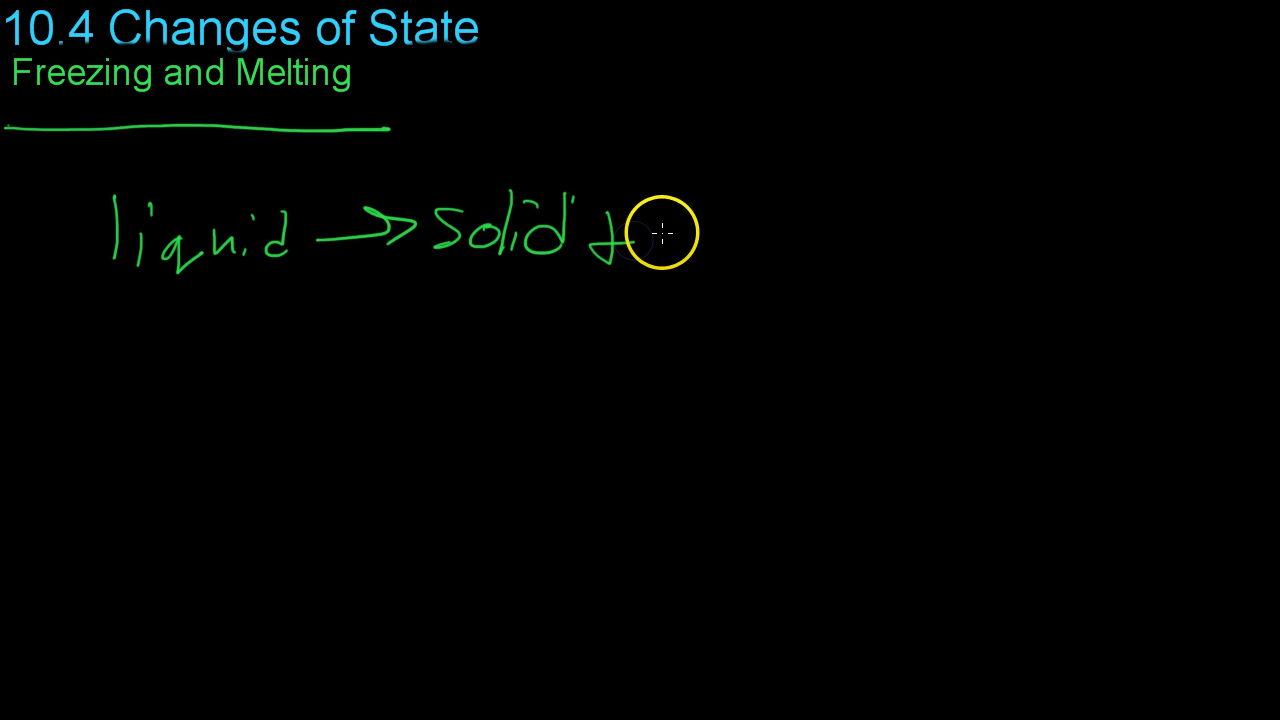 10.4 Changes of State
Freezing and Melting
liquid → solid +